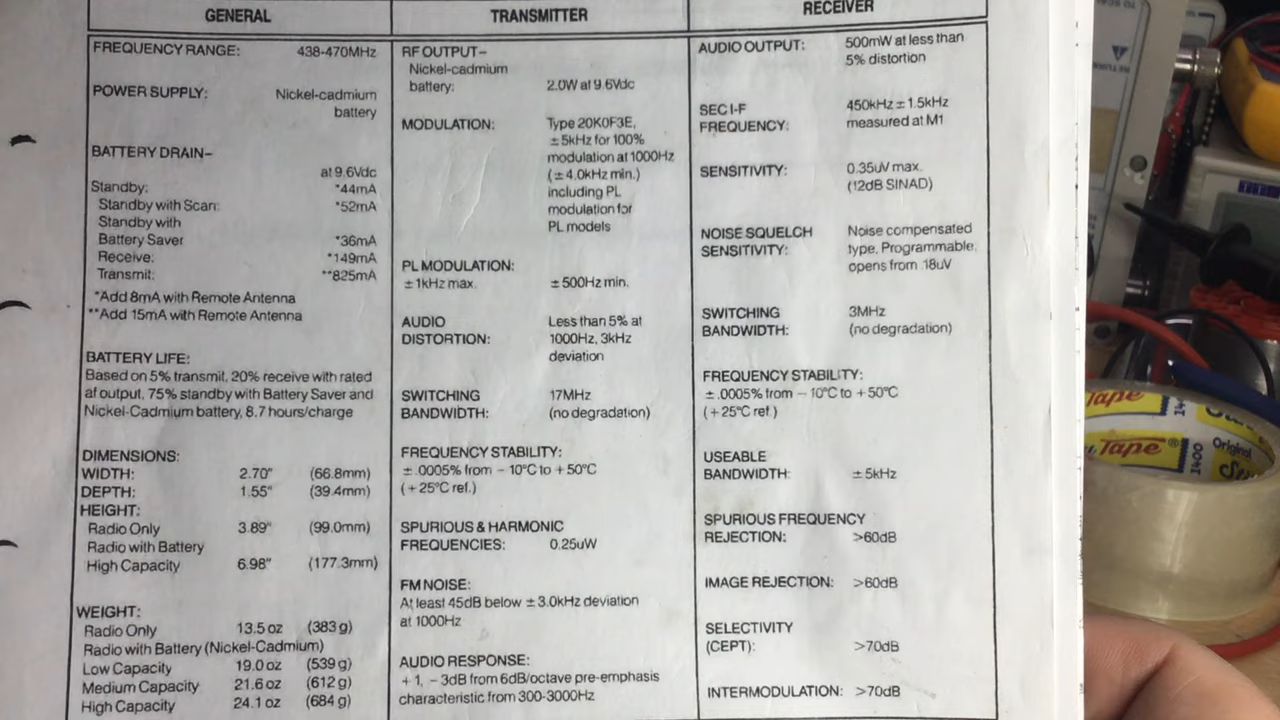 GENERAL
FREQUENCY RANGE: 438-470MHz
POWER SUPPLY: Nickel-cadmium
battery
BATTERY DRAIN–
at 9.6Vdc
Standby: *44mA
Standby with Scan: *52mA
Standby with
Battery Saver *36mA
Receive: *149mA
Transmit: **825mA
*Add 8mA with Remote Antenna
**Add 15mA with Remote Antenna
BATTERY LIFE:
Based on 5% transmit, 20% receive with rated
af output, 75% standby with Battery Saver and
Nickel-Cadmium battery, 8.7 hours/charge
DIMENSIONS:
WIDTH: 2.70" (66.8mm)
DEPTH: 1.55" (39.4mm)
HEIGHT:
Radio Only 3.89" (99.0mm)
Radio with Battery
High Capacity 6.98" (177.3mm)
WEIGHT:
Radio Only 13.5 oz (383 g)
Radio with Battery (Nickel-Cadmium)
Low Capacity 19.0 oz (539 g)
Medium Capacity 21.6 oz (612 g)
High Capacity 24.1 oz (684 g)
TRANSMITTER
RF OUTPUT–
Nickel-cadmium
battery: 2.0W at 9.6Vdc
MODULATION: Type 20K0F3E,
±5kHz for 100%
modulation at 1000Hz
(±4.0kHz min.)
including PL
modulation for
PL models
PL MODULATION:
±1kHz max. ±500Hz min.
AUDIO Less than 5% at
DISTORTION: 1000Hz, 3kHz
deviation
SWITCHING 17MHz
BANDWIDTH: (no degradation)
FREQUENCY STABILITY:
±.0005% from –10°C to +50°C
(+25°C ref.)
SPURIOUS & HARMONIC
FREQUENCIES: 0.25uW
FM NOISE:
At least 45dB below ±3.0kHz deviation
at 1000Hz
AUDIO RESPONSE:
+1, –3dB from 6dB/octave pre-emphasis
characteristic from 300-3000Hz
RECEIVER
AUDIO OUTPUT: 500mW at less than
5% distortion
SEC I-F 450kHz ±1.5kHz
FREQUENCY: measured at M1
SENSITIVITY: 0.35uV max.
(12dB SINAD)
NOISE SQUELCH Noise compensated
SENSITIVITY: type. Programmable,
opens from .18uV
SWITCHING 3MHz
BANDWIDTH: (no degradation)
FREQUENCY STABILITY:
±.0005% from –10°C to +50°C
(+25°C ref.)
USEABLE
BANDWIDTH: ±5kHz
SPURIOUS FREQUENCY
REJECTION: >60dB
IMAGE REJECTION: >60dB
SELECTIVITY
(CEPT): >70dB
INTERMODULATION: >70dB
Tape
Tape®
1400
Original